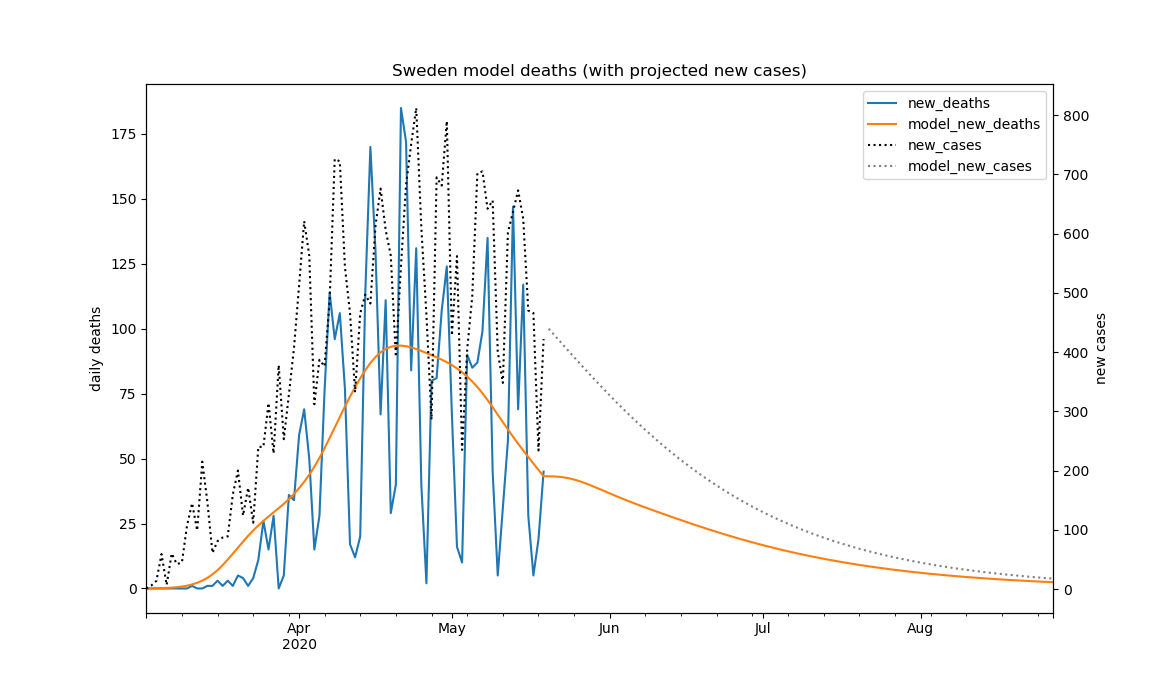 Sweden model deaths (with projected new cases)
new_deaths
model_new_deaths
new_cases
model_new_cases
daily deaths
175
150
125
100
75
50
25
0
800
700
600
500
400
300
200
100
0
new cases
Apr
2020
May
Jun
Jul
Aug